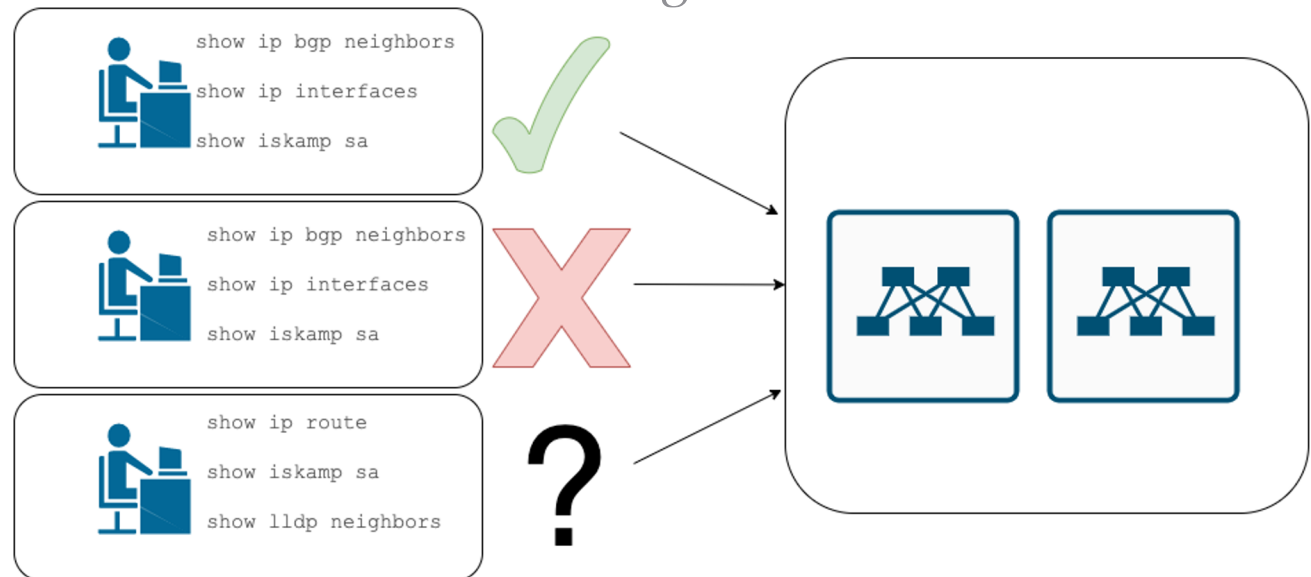 show ip bgp neighbors
show ip interfaces
show iskamp sa
X
show ip bgp neighbors
show ip interfaces
show iskamp sa
?
show ip route
show iskamp sa
show lldp neighbors